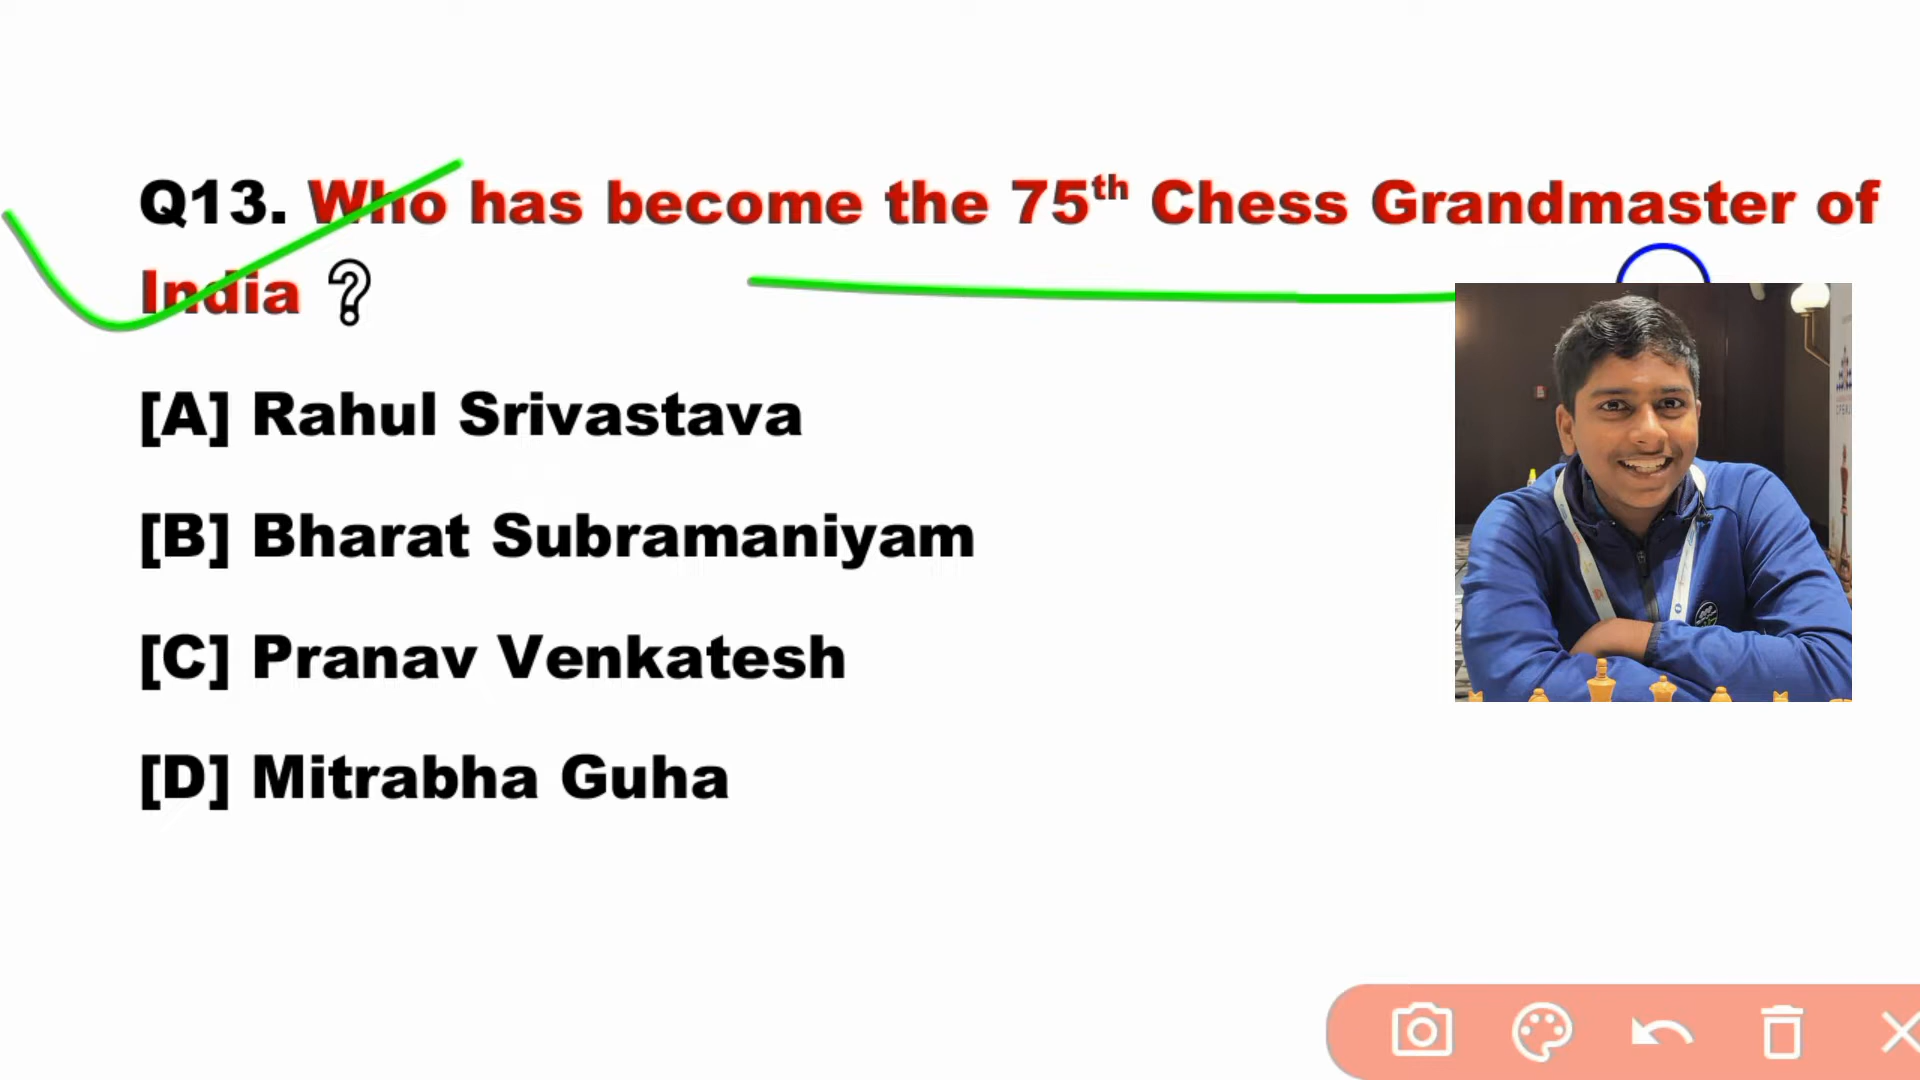 Q13. Who has become the 75th Chess Grandmaster of
India ?
[A] Rahul Srivastava
[B] Bharat Subramaniyam
[C] Pranav Venkatesh
[D] Mitrabha Guha